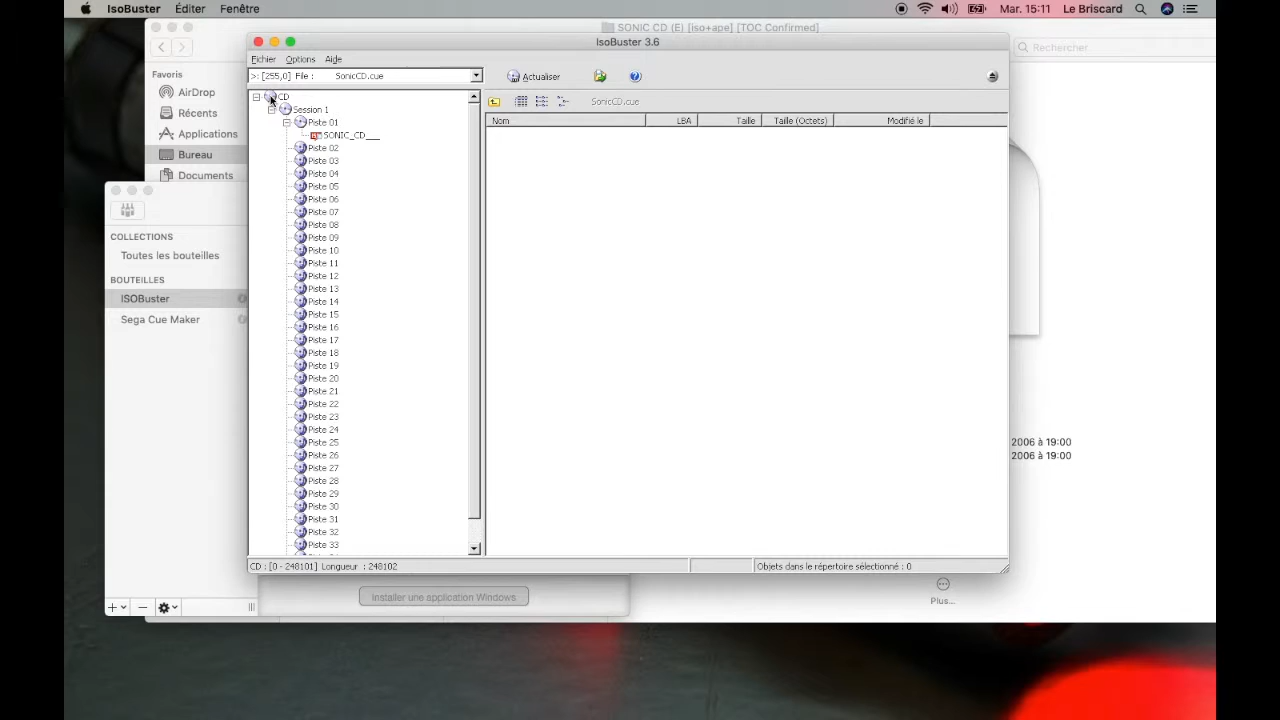 IsoBuster Éditer Fenêtre Mar. 15:11 Le Briscard
SONIC CD (E) [iso+ape] [TOC Confirmed]
IsoBuster 3.6
Rechercher
Fichier Options Aide
>: [255,0] File : SonicCD.cue Actualiser
Favoris
AirDrop
Récents
Applications
Bureau
Documents
COLLECTIONS
Toutes les bouteilles
BOUTEILLES
ISOBuster
Sega Cue Maker
CD
Session 1
Piste 01
SONIC_CD___
Piste 02
Piste 03
Piste 04
Piste 05
Piste 06
Piste 07
Piste 08
Piste 09
Piste 10
Piste 11
Piste 12
Piste 13
Piste 14
Piste 15
Piste 16
Piste 17
Piste 18
Piste 19
Piste 20
Piste 21
Piste 22
Piste 23
Piste 24
Piste 25
Piste 26
Piste 27
Piste 28
Piste 29
Piste 30
Piste 31
Piste 32
Piste 33
SonicCD.cue
Nom LBA Taille Taille (Octets) Modifié le
2006 à 19:00
2006 à 19:00
CD : [0 - 248101] Longueur : 248102 Objets dans le répertoire sélectionné : 0
Installer une application Windows
Plus...